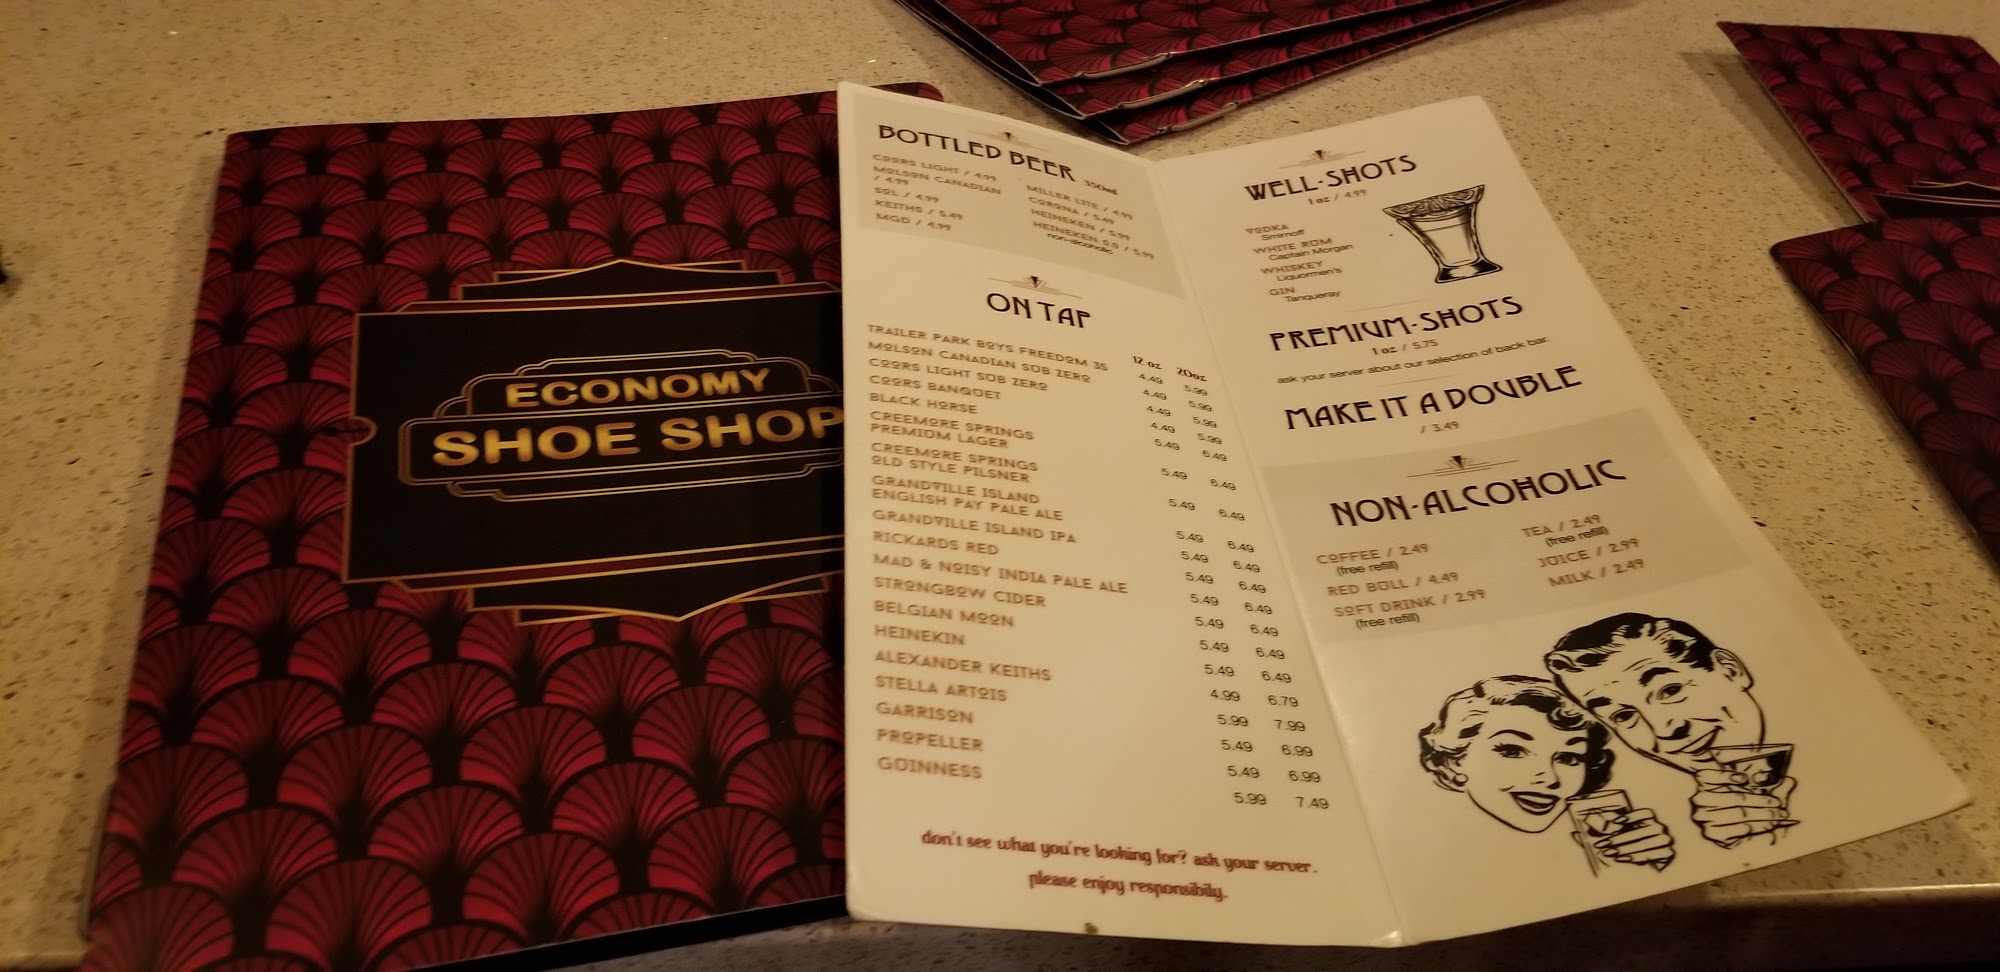 ECONOMY
SHOE SHOP
BOTTLED BEER 350ml
COORS LIGHT / 4.99
MOLSON CANADIAN
/ 4.99
SOL / 4.99
KEITHS / 5.49
MGD / 4.99
MILLER LITE / 4.99
CORONA / 5.49
HEINEKEN / 5.99
HEINEKEN 0.0 / 5.99
non-alcoholic
ON TAP
12oz 20oz
TRAILER PARK BOYS FREEDOM 35 4.49 5.99
MOLSON CANADIAN SUB ZERO 4.49 5.99
COORS LIGHT SUB ZERO 4.49 5.99
COORS BANQUET 4.49 5.99
BLACK HORSE 5.49 6.49
CREEMORE SPRINGS
PREMIUM LAGER 5.49 6.49
CREEMORE SPRINGS
OLD STYLE PILSNER 5.49 6.49
GRANDVILLE ISLAND
ENGLISH PAY PALE ALE 5.49 6.49
GRANDVILLE ISLAND IPA 5.49 6.49
RICKARDS RED 5.49 6.49
MAD & NOISY INDIA PALE ALE 5.49 6.49
STRONGBOW CIDER 5.49 6.49
BELGIAN MOON 5.49 6.49
HEINEKIN 5.49 6.49
ALEXANDER KEITHS 4.99 6.79
STELLA ARTOIS 5.99 7.99
GARRISON 5.49 6.99
PROPELLER 5.49 6.99
GUINNESS 5.99 7.49
don't see what you're looking for? ask your server.
please enjoy responsibily.
WELL-SHOTS
1 oz / 4.99
VODKA
Smirnoff
WHITE RUM
Captain Morgan
WHISKEY
Liquormen's
GIN
Tanqueray
PREMIUM-SHOTS
1 oz / 5.75
ask your server about our selection of back bar.
MAKE IT A DOUBLE
/ 3.49
NON-ALCOHOLIC
COFFEE / 2.49
(free refill)
RED BULL / 4.49
SOFT DRINK / 2.99
(free refill)
TEA / 2.49
(free refill)
JUICE / 2.99
MILK / 2.49